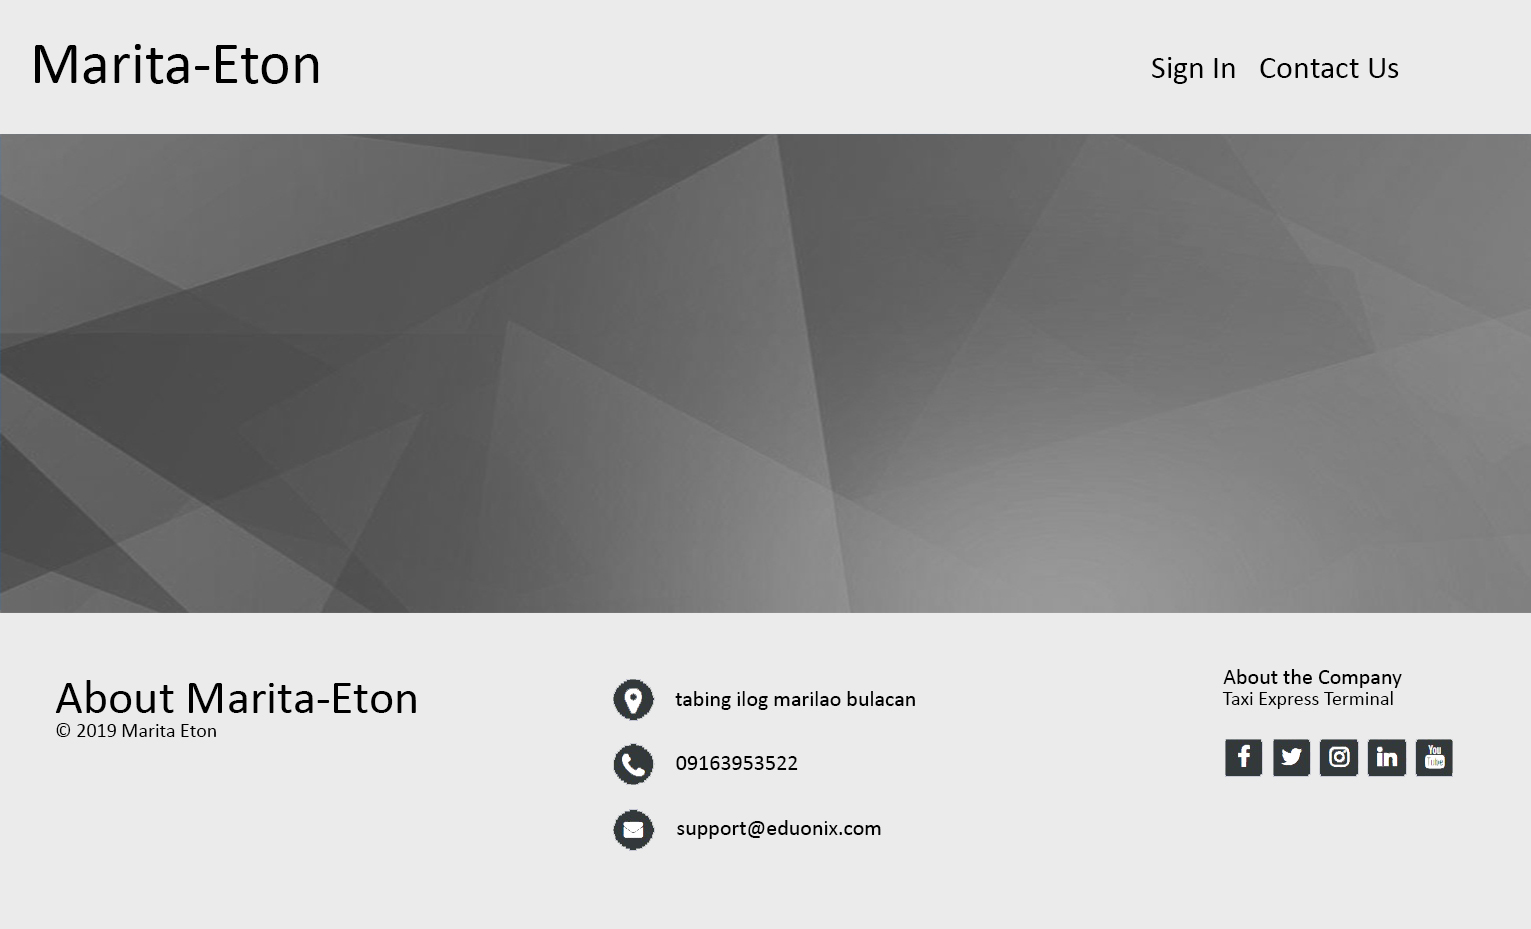 Marita-Eton
Sign In Contact Us
About Marita-Eton
© 2019 Marita Eton
tabing ilog marilao bulacan
09163953522
support@eduonix.com
About the Company
Taxi Express Terminal
f
in
You
Tube